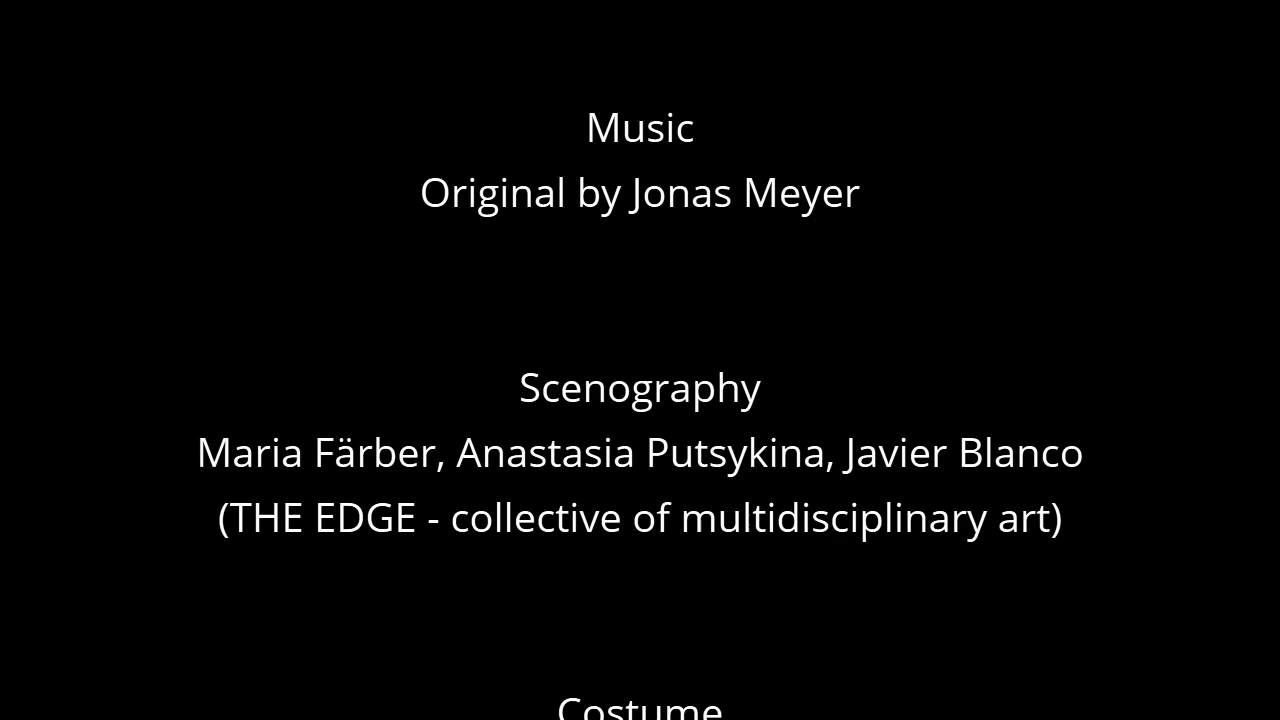 Music
Original by Jonas Meyer
Scenography
Maria Färber, Anastasia Putsykina, Javier Blanco
(THE EDGE - collective of multidisciplinary art)
Costume